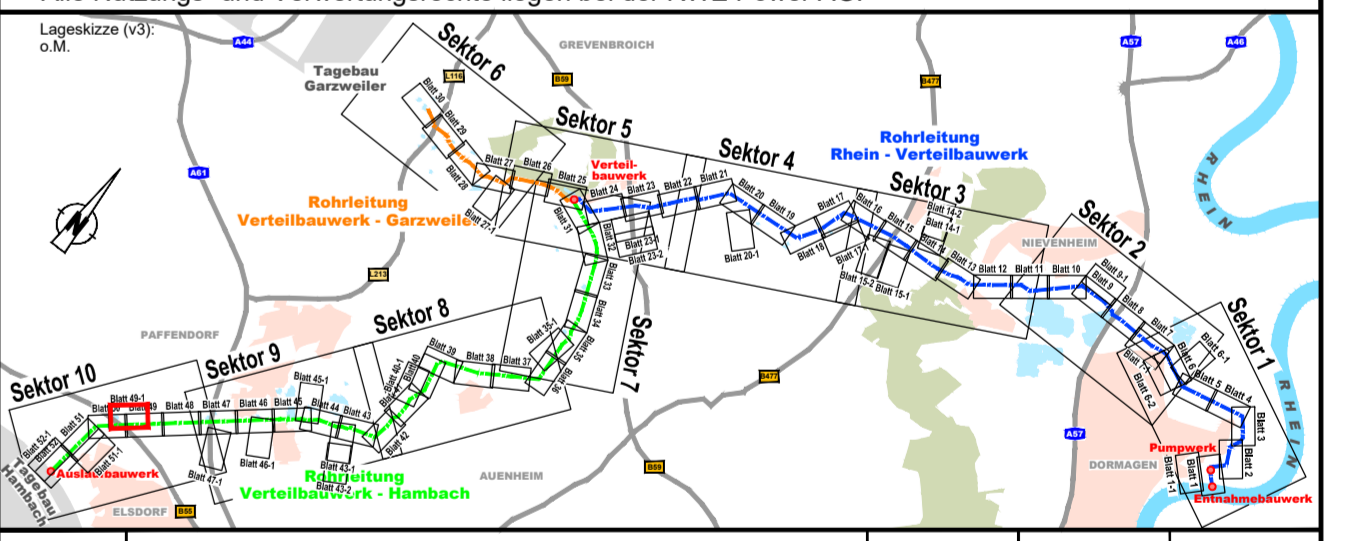 Lageskizze (v3):
o.M.
A44
Sektor 6
GREVENBROICH
A57
A46
Tagebau
Garzweiler
L116
B59
B477
Blatt 30
Blatt 29
Blatt 28
Blatt 27
Blatt 27-1
Blatt 26
Blatt 25
Sektor 5
Verteil-
bauwerk
Sektor 4
Rohrleitung
Rhein - Verteilbauwerk
Sektor 3
RHEIN
A61
Rohrleitung
Verteilbauwerk - Garzweile
Blatt 24
Blatt 23
Blatt 22
Blatt 21
Blatt 20
Blatt 19
Blatt 18
Blatt 17
Blatt 16
Blatt 15
Blatt 14-2
Blatt 14-1
Blatt 13
Blatt 12
Blatt 11
Blatt 10
Blatt 9-1
Blatt 9
Blatt 8
Blatt 7
NIEVENHEIM
Sektor 2
Blatt 31
Blatt 32
Blatt 23-1
Blatt 23-2
Blatt 20-1
Blatt 15-2
Blatt 15-1
L213
Blatt 33
Blatt 34
Blatt 35-1
Blatt 35
Blatt 36
Sektor 7
Sektor 1
Blatt 7-1
Blatt 6
Blatt 6-1
Blatt 6-2
Blatt 5
Blatt 4
Blatt 3
Blatt 2
PAFFENDORF
Sektor 8
Sektor 9
Sektor 10
Blatt 40-1
Blatt 39
Blatt 38
Blatt 37
B477
RHEIN
Blatt 49-1
Blatt 48
Blatt 47
Blatt 46
Blatt 45
Blatt 45-1
Blatt 44
Blatt 43
Blatt 42
Blatt 51
Blatt 52-1
Blatt 52
Blatt 51-1
Blatt 47-1
Blatt 46-1
Blatt 43-1
Blatt 43-2
A57
Tagebau
Hambach
Rohrleitung
Verteilbauwerk - Hambach
AUENHEIM
B59
DORMAGEN
Pumpwerk
Blatt 1-1
Blatt 1
Entnahmebauwerk
ELSDORF
B55